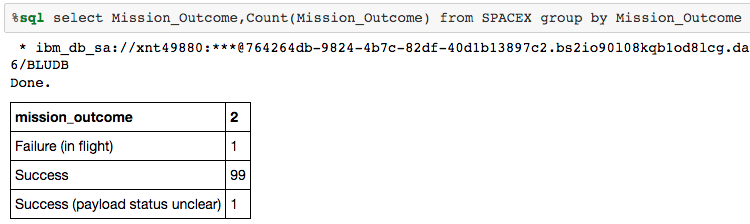 %sql select Mission_Outcome,Count(Mission_Outcome) from SPACEX group by Mission_Outcome
* ibm_db_sa://xnt49880:***@764264db-9824-4b7c-82df-40d1b13897c2.bs2io90l08kqb1od8lcg.da
6/BLUDB
Done.
mission_outcome 2
Failure (in flight) 1
Success 99
Success (payload status unclear) 1